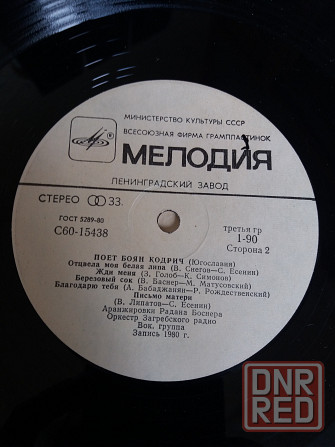 МИНИСТЕРСТВО КУЛЬТУРЫ СССР
ВСЕСОЮЗНАЯ ФИРМА ГРАМПЛАСТИНОК
МЕЛОДИЯ
ЛЕНИНГРАДСКИЙ ЗАВОД
СТЕРЕО 33
ГОСТ 5289-80
С60-15438
третья гр
1-90
Сторона 2
ПОЕТ БОЯН КОДРИЧ (Югославия)
Отцвела моя белая липа (В. Снегов—С. Есенин)
Жди меня (З. Голоб—К. Симонов)
Березовый сок (В. Баснер—М. Матусовский)
Благодарю тебя (А. Бабаджанян—Р. Рождественский)
Письмо матери
(В. Липатов—С. Есенин)
Аранжировки Радана Боснера
Оркестр Загребского радио
Вок. группа
Запись 1980 г.
DNR
RED